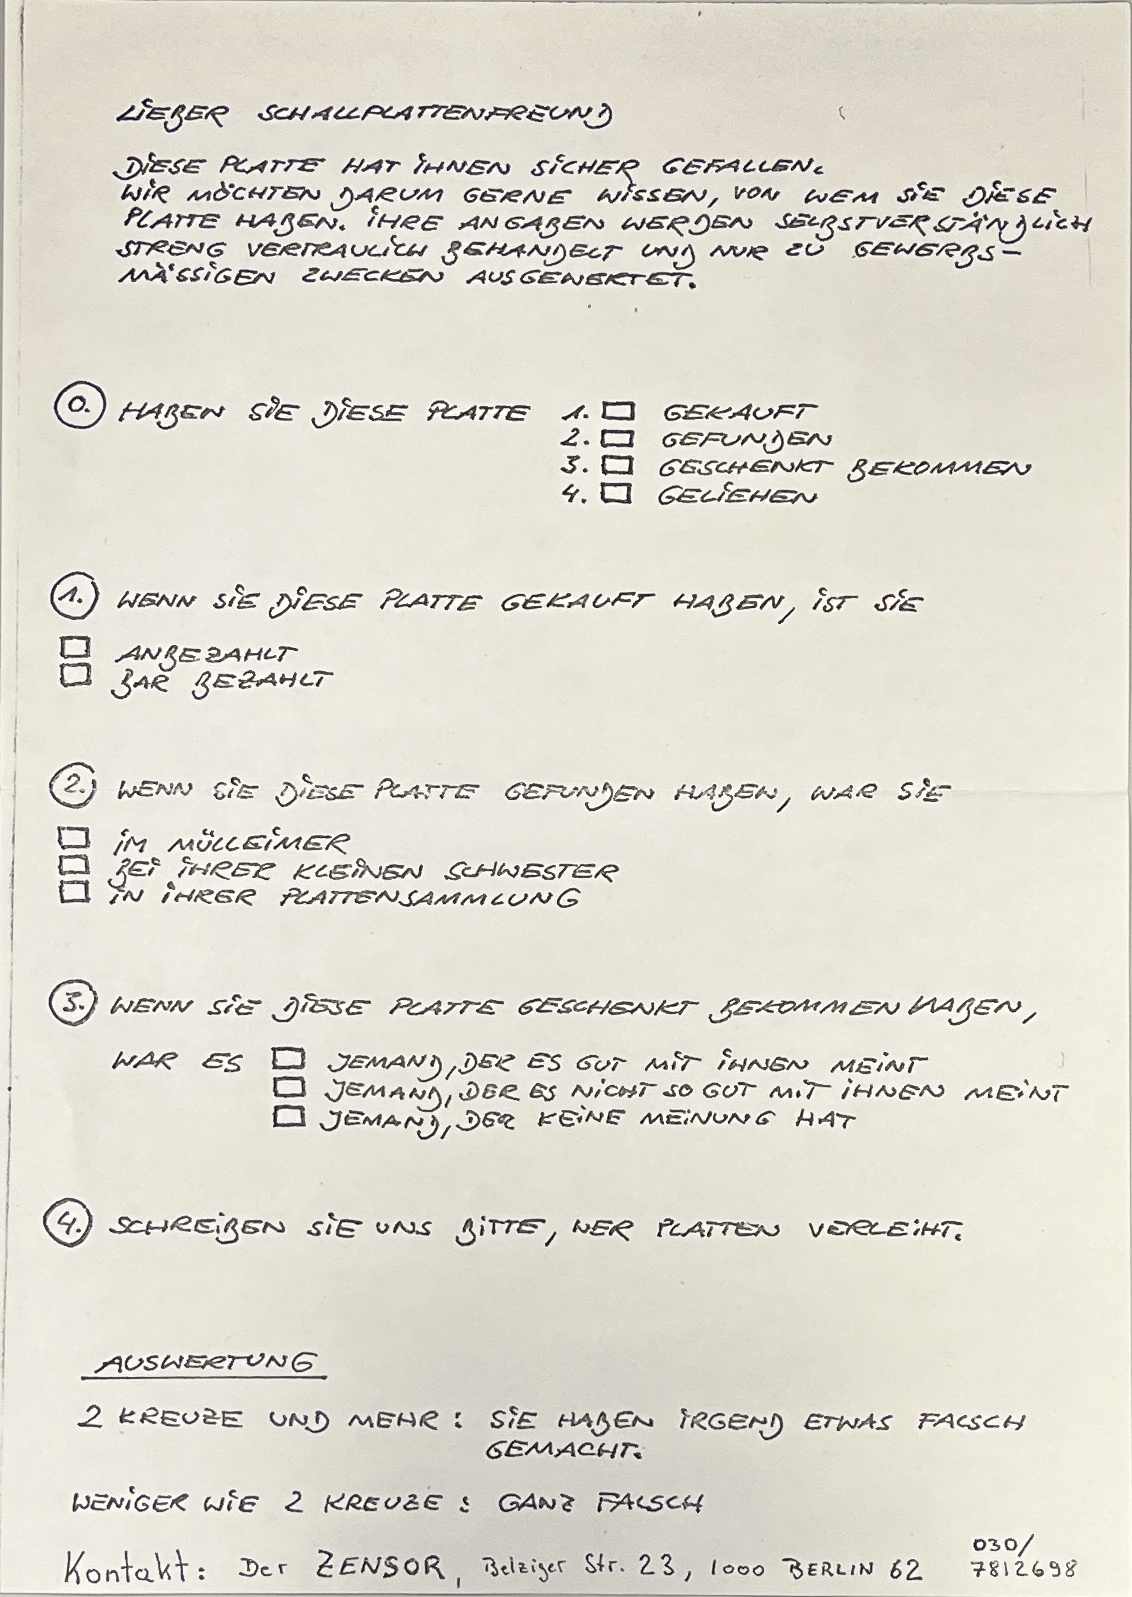 LIEBER SCHALLPLATTENFREUND
DIESE PLATTE HAT IHNEN SICHER GEFALLEN.
WIR MÖCHTEN DARUM GERNE WISSEN, VON WEM SIE DIESE
PLATTE HABEN. IHRE ANGABEN WERDEN SELBSTVERSTÄNDLICH
STRENG VERTRAULICH BEHANDELT UND NUR ZU GEWERBS-
MÄSSIGEN ZWECKEN AUSGEWERTET.
0. HABEN SIE DIESE PLATTE 1. GEKAUFT
2. GEFUNDEN
3. GESCHENKT BEKOMMEN
4. GELIEHEN
1. WENN SIE DIESE PLATTE GEKAUFT HABEN, IST SIE
ANBEZAHLT
BAR BEZAHLT
2. WENN SIE DIESE PLATTE GEFUNDEN HABEN, WAR SIE
IM MÜLLEIMER
BEI IHRER KLEINEN SCHWESTER
IN IHRER PLATTENSAMMLUNG
3. WENN SIE DIESE PLATTE GESCHENKT BEKOMMEN HABEN,
WAR ES JEMAND, DER ES GUT MIT IHNEN MEINT
JEMAND, DER ES NICHT SO GUT MIT IHNEN MEINT
JEMAND, DER KEINE MEINUNG HAT
4. SCHREIBEN SIE UNS BITTE, WER PLATTEN VERLEIHT.
AUSWERTUNG
2 KREUZE UND MEHR: SIE HABEN IRGEND ETWAS FALSCH
GEMACHT.
WENIGER WIE 2 KREUZE: GANZ FALSCH
Kontakt: Der ZENSOR, Belziger Str. 23, 1000 BERLIN 62 030/
7812698